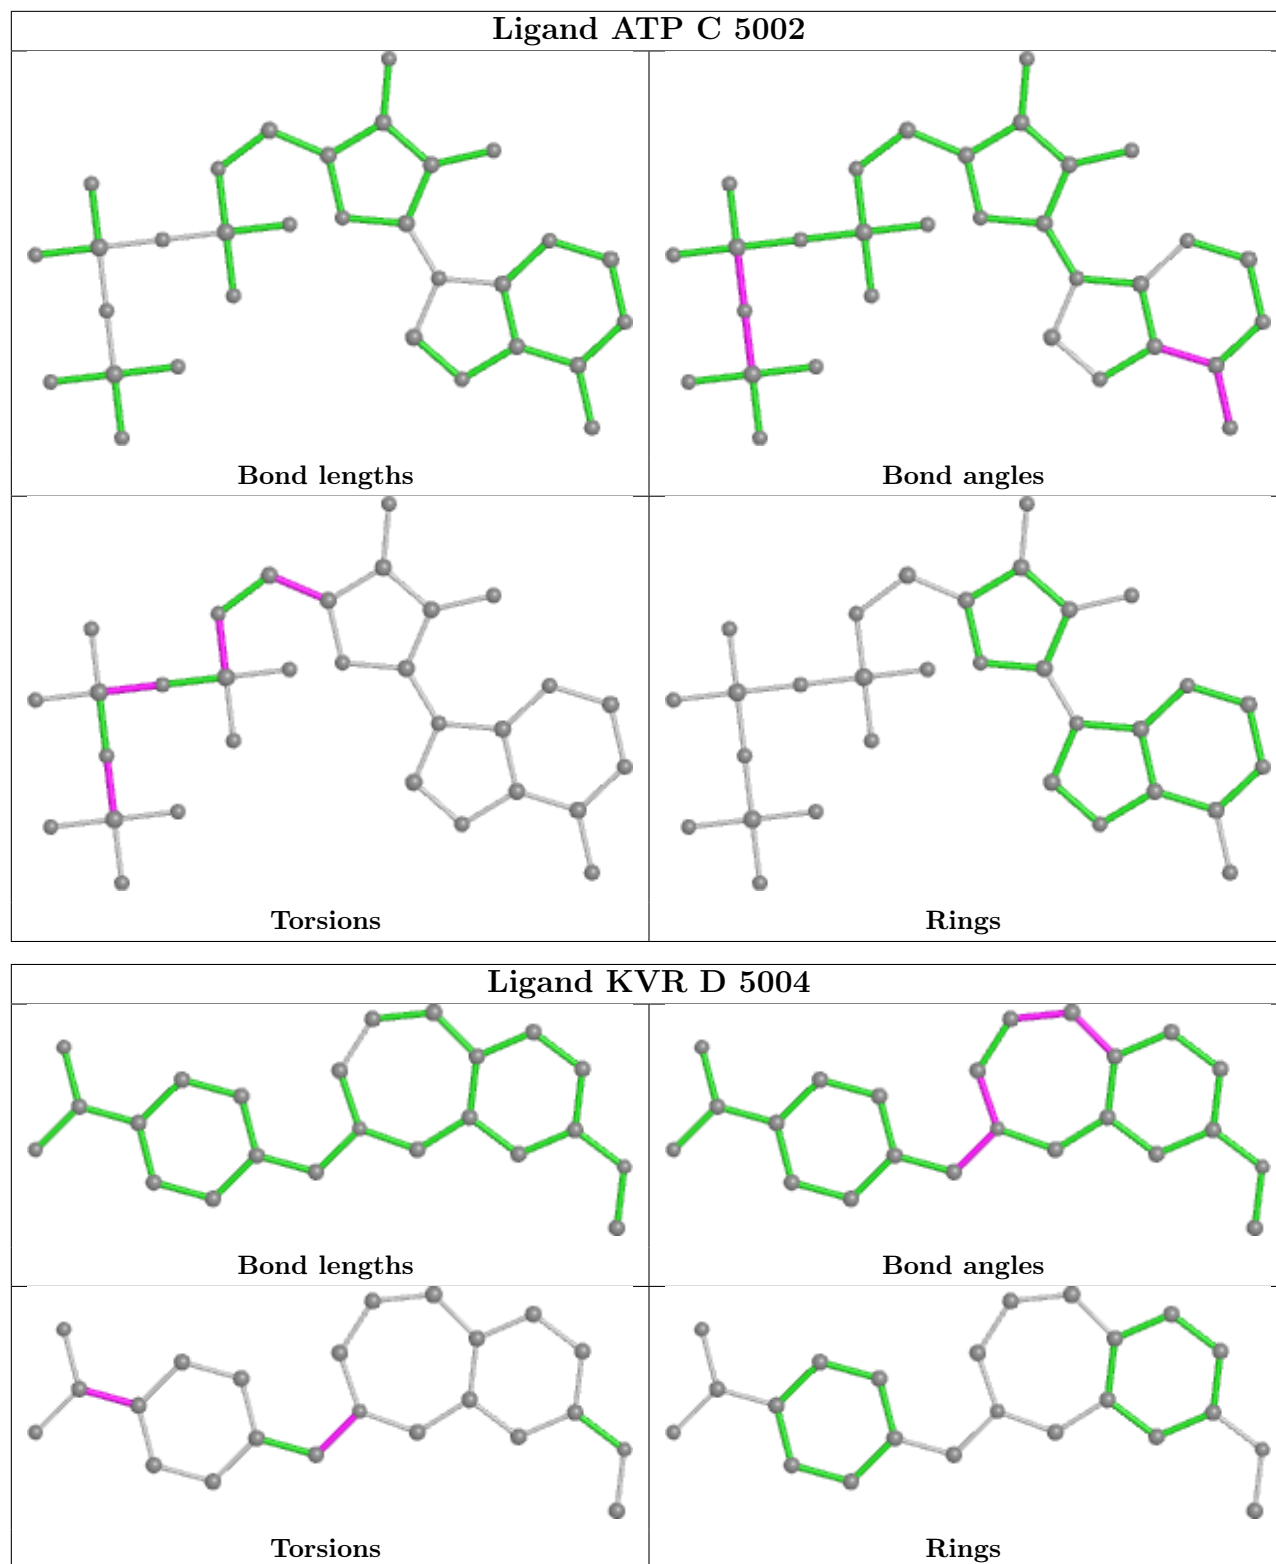 Ligand ATP C 5002
Bond lengths
Bond angles
Torsions
Rings
Ligand KVR D 5004
Bond lengths
Bond angles
Torsions
Rings